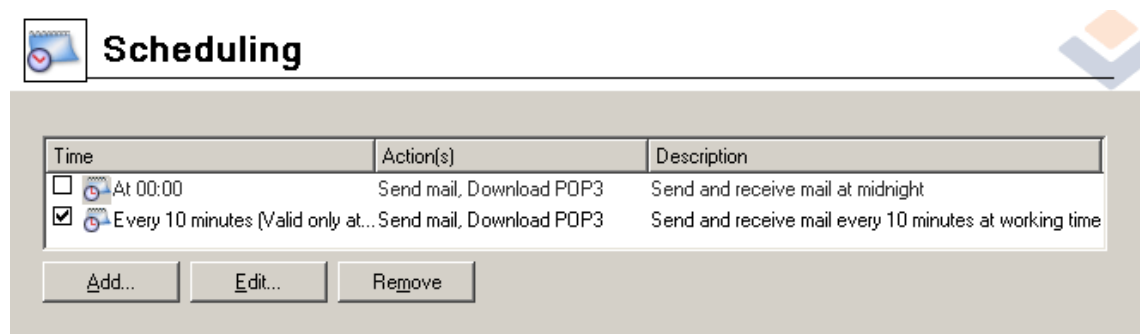 Scheduling
Time Action(s) Description
At 00:00 Send mail, Download POP3 Send and receive mail at midnight
Every 10 minutes (Valid only at... Send mail, Download POP3 Send and receive mail every 10 minutes at working time
Add... Edit... Remove